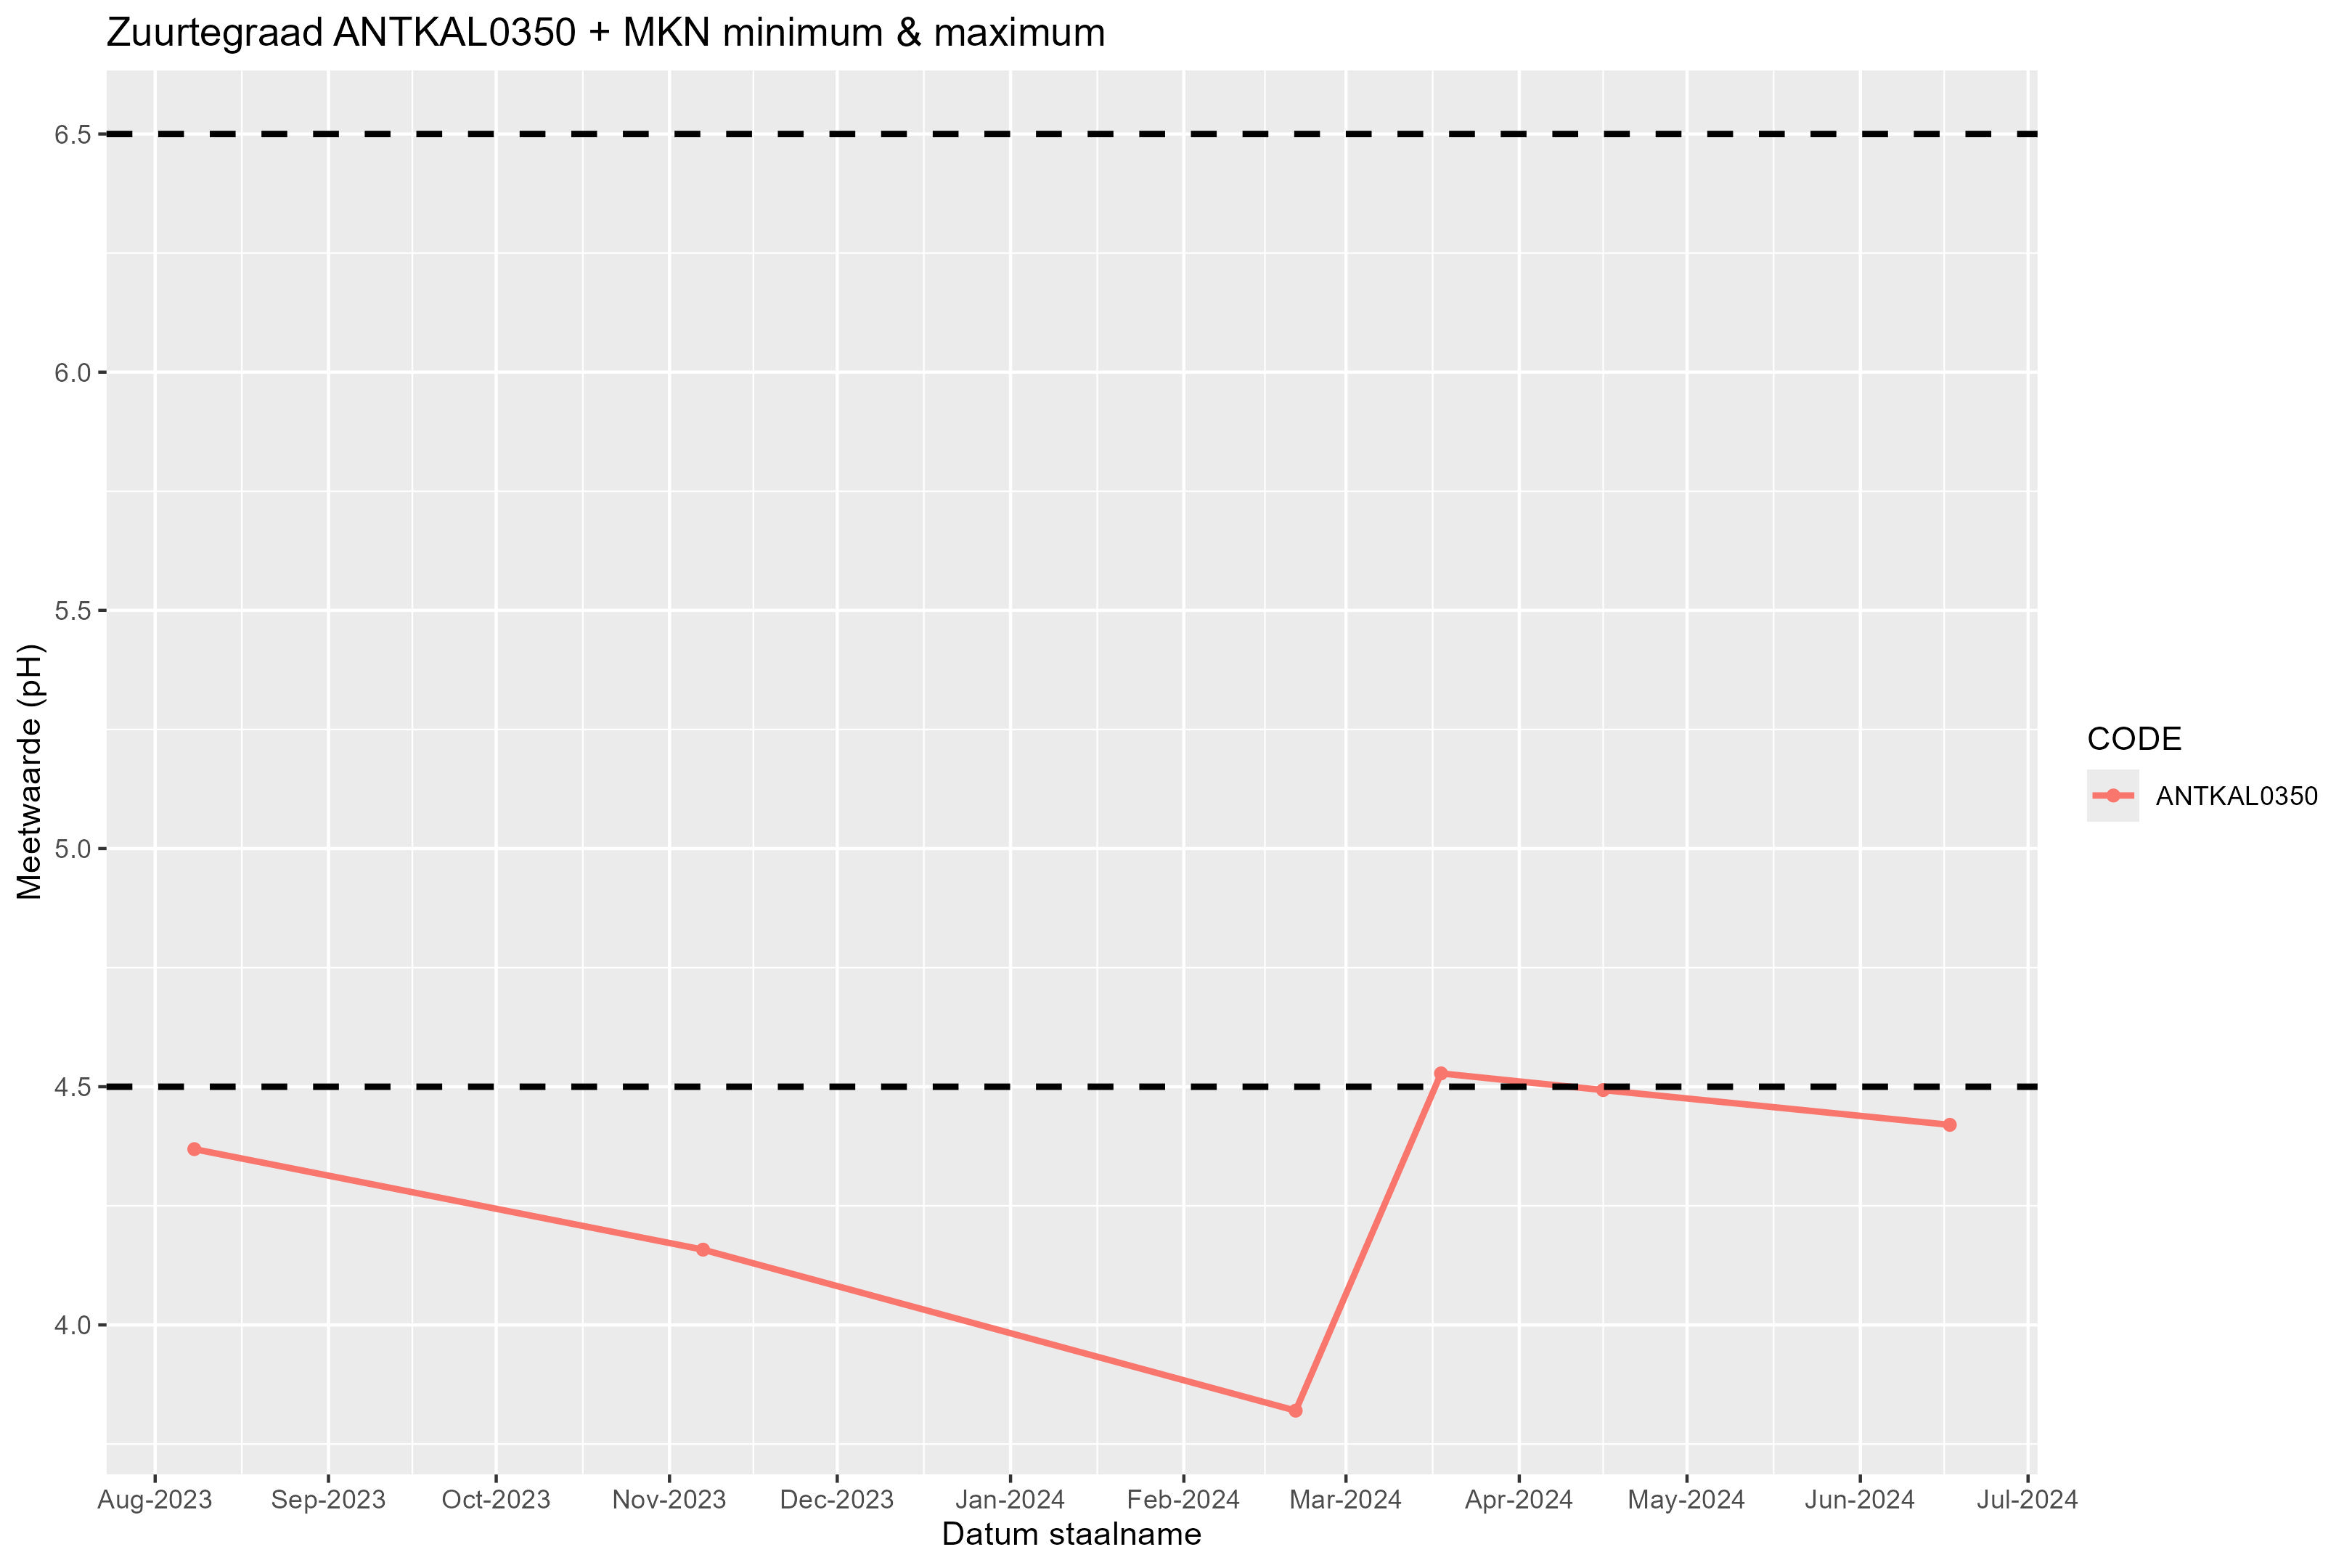 Zuurtegraad ANTKAL0350 + MKN minimum & maximum
Meetwaarde (pH)
6.5
6.0
5.5
5.0
4.5
4.0
Aug-2023 Sep-2023 Oct-2023 Nov-2023 Dec-2023 Jan-2024 Feb-2024 Mar-2024 Apr-2024 May-2024 Jun-2024 Jul-2024
Datum staalname
CODE
ANTKAL0350